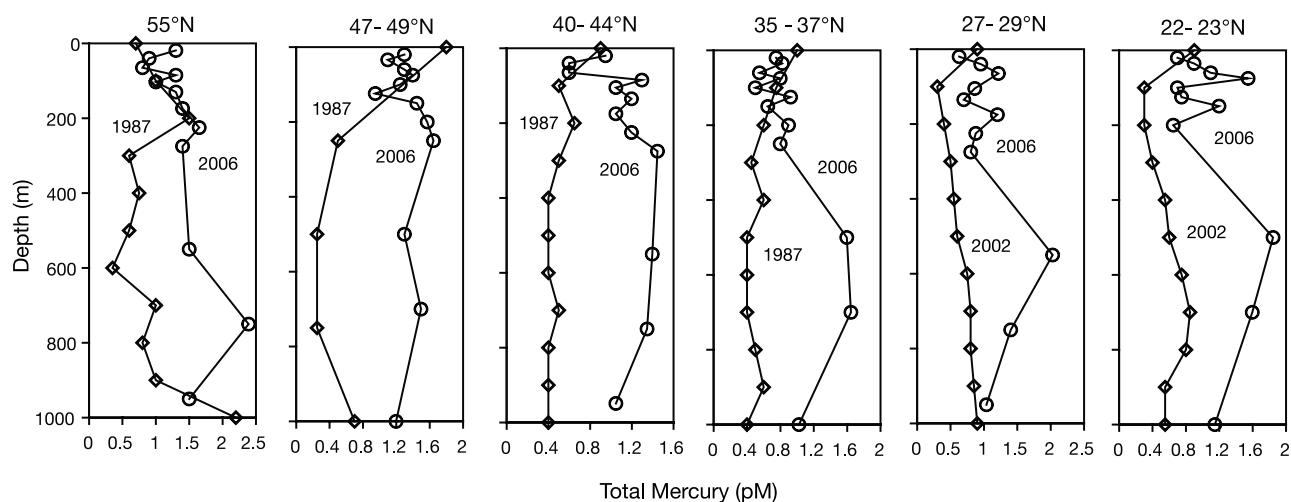 55°N
47- 49°N
40- 44°N
35 - 37°N
27- 29°N
22- 23°N
0
200
400
600
800
1000
Depth (m)
1987
2006
1987
2006
1987
2006
2006
1987
2006
2002
2006
2002
0 0.5 1 1.5 2 2.5
0 0.4 0.8 1.2 1.6 2
0 0.4 0.8 1.2 1.6
0 0.4 0.8 1.2 1.6 2
0 0.5 1 1.5 2 2.5
0 0.4 0.8 1.2 1.6 2
Total Mercury (pM)